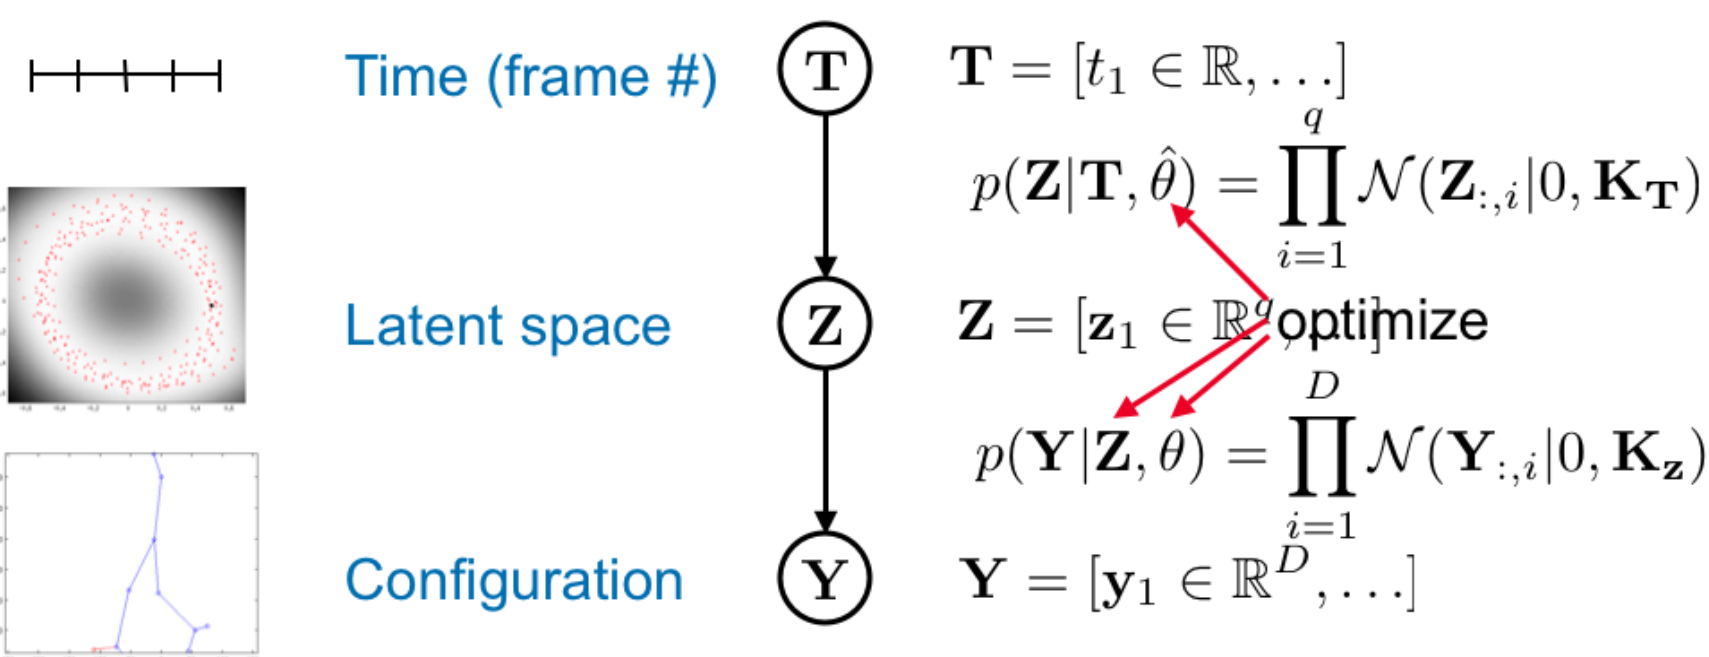 Time (frame #) T T = [t₁ ∈ ℝ, . . .]
p(Z|T, θ̂) = ∏_{i=1}^{q} 𝒩(Z_{:,i}|0, K_T)
Latent space Z Z = [z₁ ∈ ℝ^q, . . .]
optimize
p(Y|Z, θ) = ∏_{i=1}^{D} 𝒩(Y_{:,i}|0, K_z)
Configuration Y Y = [y₁ ∈ ℝ^D, . . .]